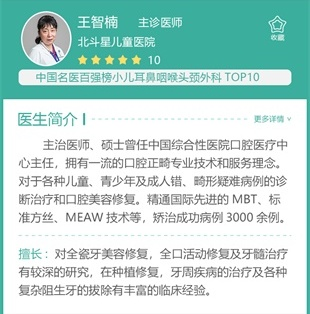 王智楠 主诊医师
北斗星儿童医院
收藏
10
中国名医百强榜小儿耳鼻咽喉头颈外科 TOP10
医生简介
更多详情
主治医师、硕士曾任中国综合性医院口腔医疗中
心主任，拥有一流的口腔正畸专业技术和服务理念。
对于各种儿童、青少年及成人错、畸形疑难病例的诊
断治疗和口腔美容修复。精通国际先进的 MBT、标
准方丝、MEAW 技术等，矫治成功病例 3000 余例。
指长：对全瓷牙美容修复，全口活动修复及牙髓治疗
有较深的研究，在种植修复，牙周疾病的治疗及各种
复杂阻生牙的拔除有丰富的临床经验。